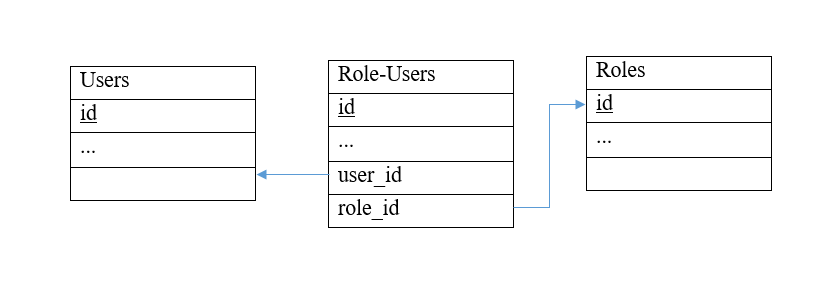 Users
id
...
Role-Users
id
...
user_id
role_id
Roles
id
...